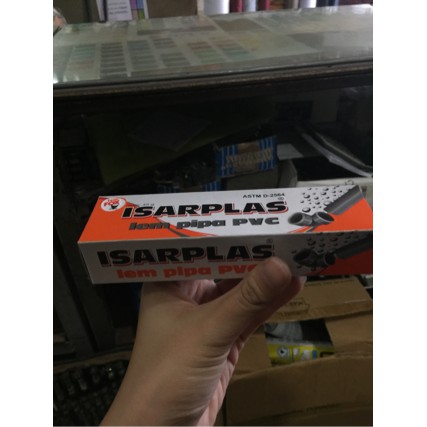 ASTM D-2564
ISARPLAS
lem pipa PVC
ISARPLAS
lem pipa PVC